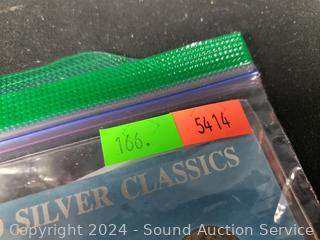 166.
5414
SILVER CLASSICS
Copyright 2024 - Sound Auction Service